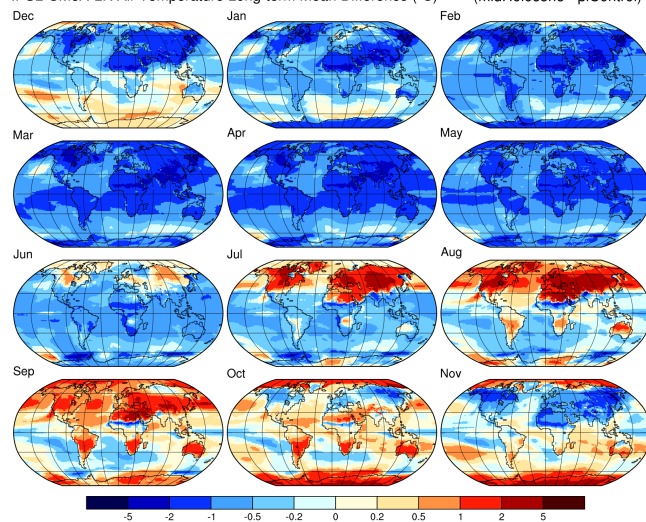 Air Temperature Long-term Mean Difference
Dec Jan Feb
Mar Apr May
Jun Jul Aug
Sep Oct Nov
-5 -2 -1 -0.5 -0.2 0 0.2 0.5 1 2 5